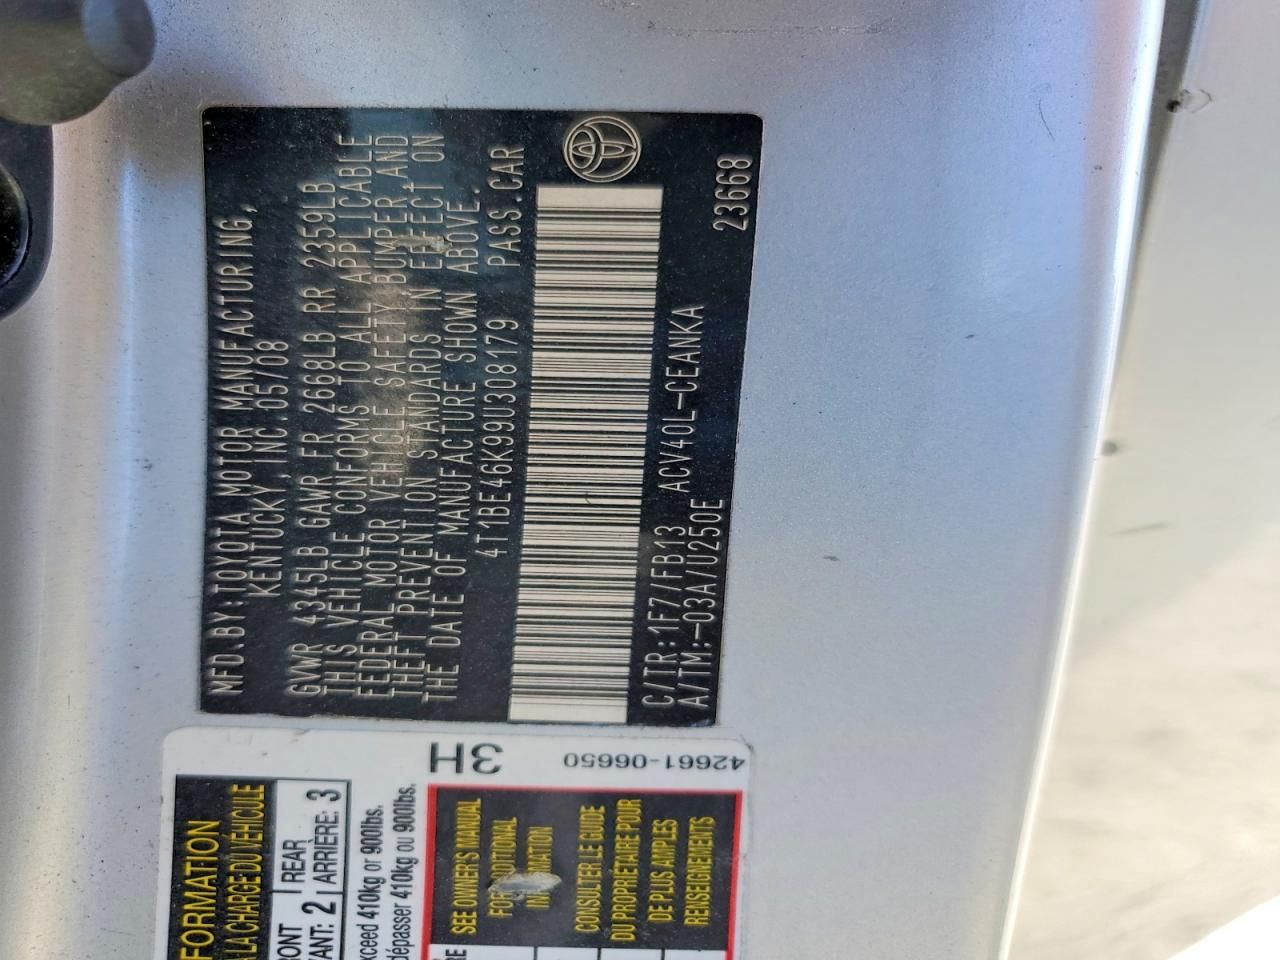 MFD.BY:TOYOTA MOTOR MANUFACTURING,
KENTUCKY, INC.05/08
GVWR 4345LB GAWR FR 2668LB RR 2359LB
THIS VEHICLE CONFORMS TO ALL APPLICABLE
FEDERAL MOTOR VEHICLE SAFETY,BUMPER,AND
THEFT PREVENTION STANDARDS IN EFFECT ON
THE DATE OF MANUFACTURE SHOWN ABOVE.
4T1BE46K99U308179 PASS.CAR
C/TR:1F7/FB13 ACV40L-CEANKA
A/TM:-03A/U250E 23668
3H
42661-06650
FORMATION
LA CHARGE DU VÉHICULE
RONT 2 REAR 3
VANT: ARRIÈRE:
xceed 410kg or 900lbs.
dépasser 410kg ou 900lbs.
RE
SEE OWNER'S MANUAL
FOR
CONSULTER LE GUIDE
DU PROPRIÉTAIRE POUR
DE PLUS AMPLES
RENSEIGNEMENTS